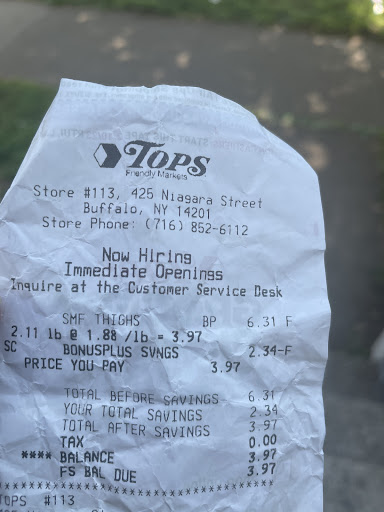 TOPS
Friendly Markets
Store #113, 425 Niagara Street
Buffalo, NY 14201
Store Phone: (716) 852-6112
Now Hiring
Immediate Openings
Inquire at the Customer Service Desk
SMF THIGHS BP 6.31 F
2.11 lb @ 1.88 /lb = 3.97
SC BONUSPLUS SVNGS 2.34-F
PRICE YOU PAY 3.97
TOTAL BEFORE SAVINGS 6.31
YOUR TOTAL SAVINGS 2.34
TOTAL AFTER SAVINGS 3.97
TAX 0.00
**** BALANCE 3.97
FS BAL DUE 3.97
TOPS #113